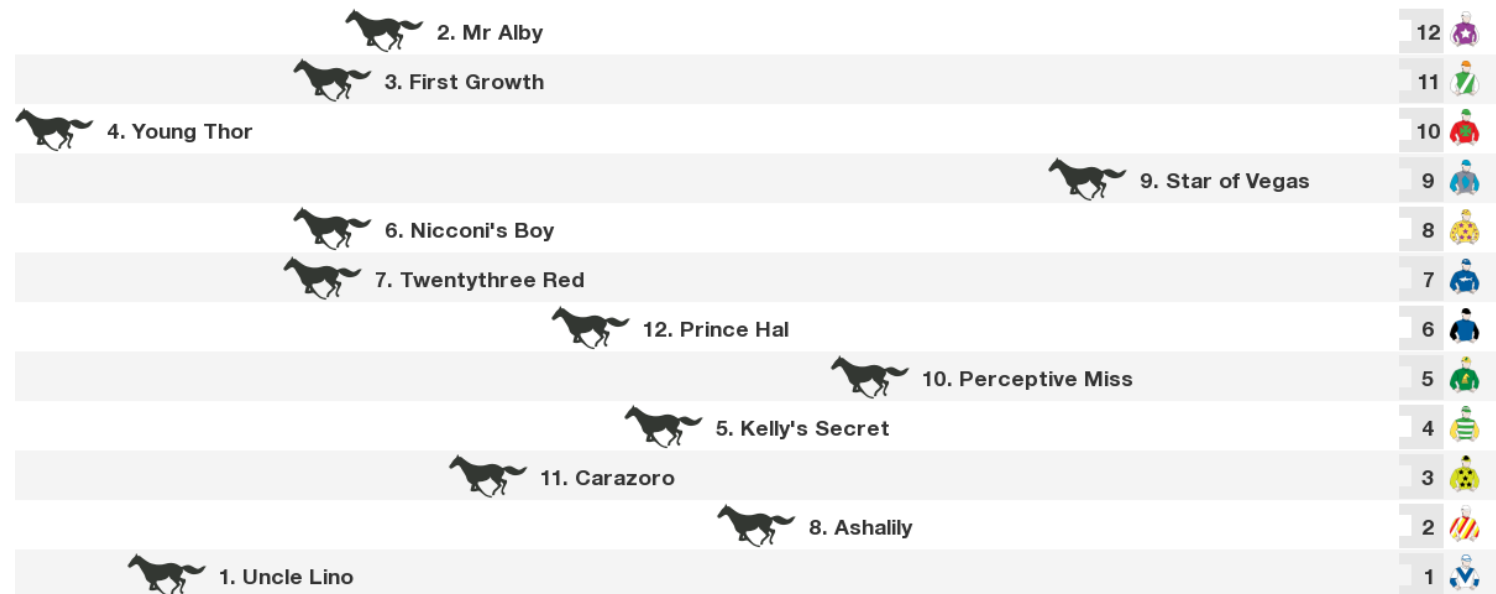 2. Mr Alby 12
3. First Growth 11
4. Young Thor 10
9. Star of Vegas 9
6. Nicconi's Boy 8
7. Twentythree Red 7
12. Prince Hal 6
10. Perceptive Miss 5
5. Kelly's Secret 4
11. Carazoro 3
8. Ashalily 2
1. Uncle Lino 1